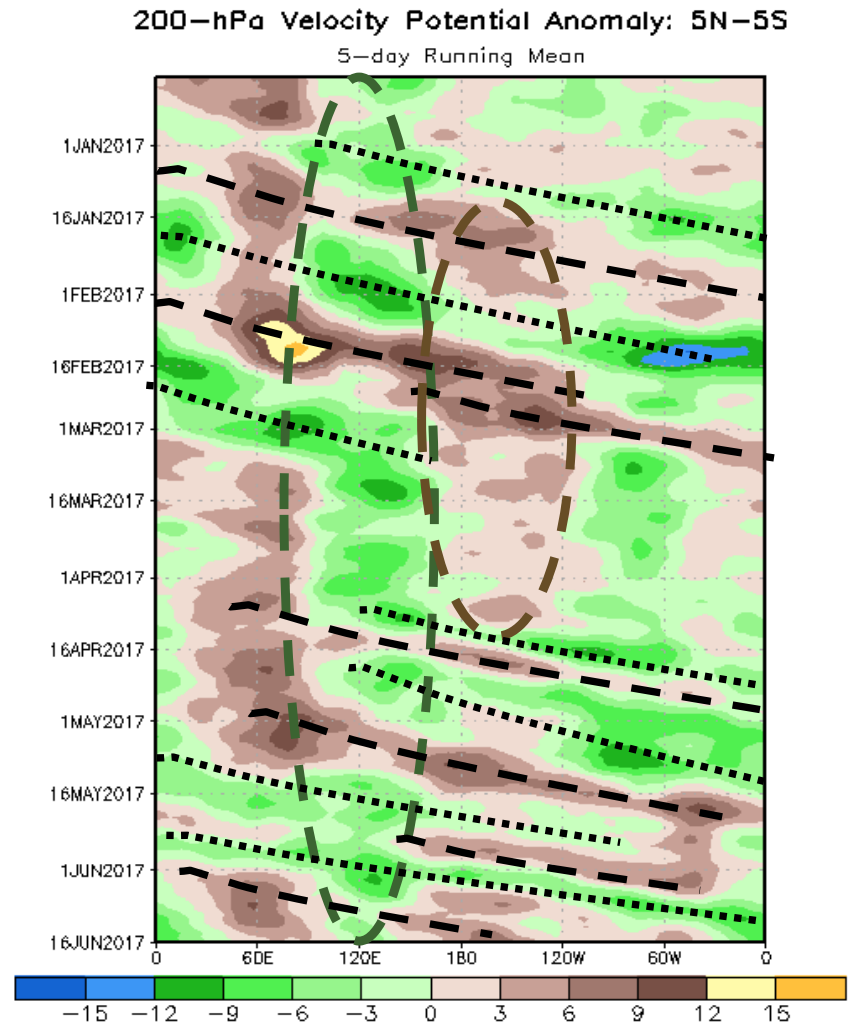 200-hPa Velocity Potential Anomaly: 5N-5S
5-day Running Mean
1JAN2017
16JAN2017
1FEB2017
16FEB2017
1MAR2017
16MAR2017
1APR2017
16APR2017
1MAY2017
16MAY2017
1JUN2017
16JUN2017
0 60E 120E 180 120W 60W 0
-15 -12 -9 -6 -3 0 3 6 9 12 15